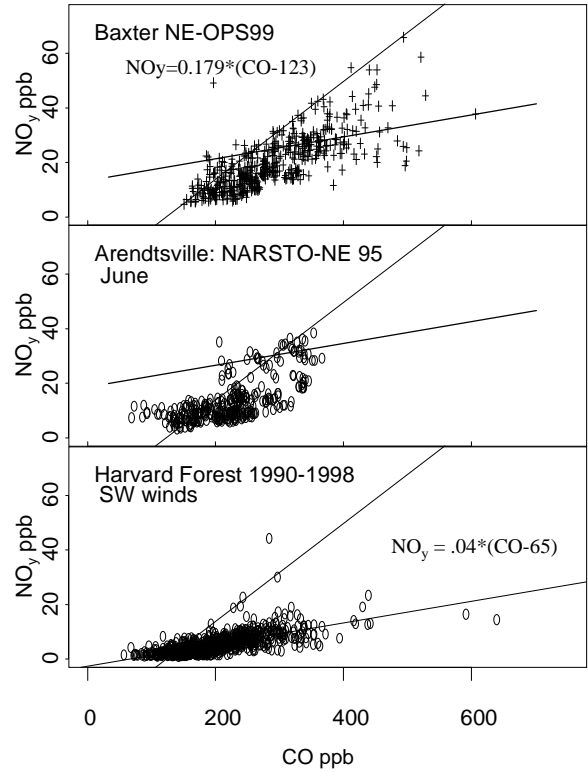 Baxter NE-OPS99
NOy=0.179*(CO-123)
NOy ppb
60
40
20
0
Arendtsville: NARSTO-NE 95
June
NOy ppb
60
40
20
0
Harvard Forest 1990-1998
SW winds
NOy = .04*(CO-65)
NOy ppb
60
40
20
0
0 200 400 600
CO ppb